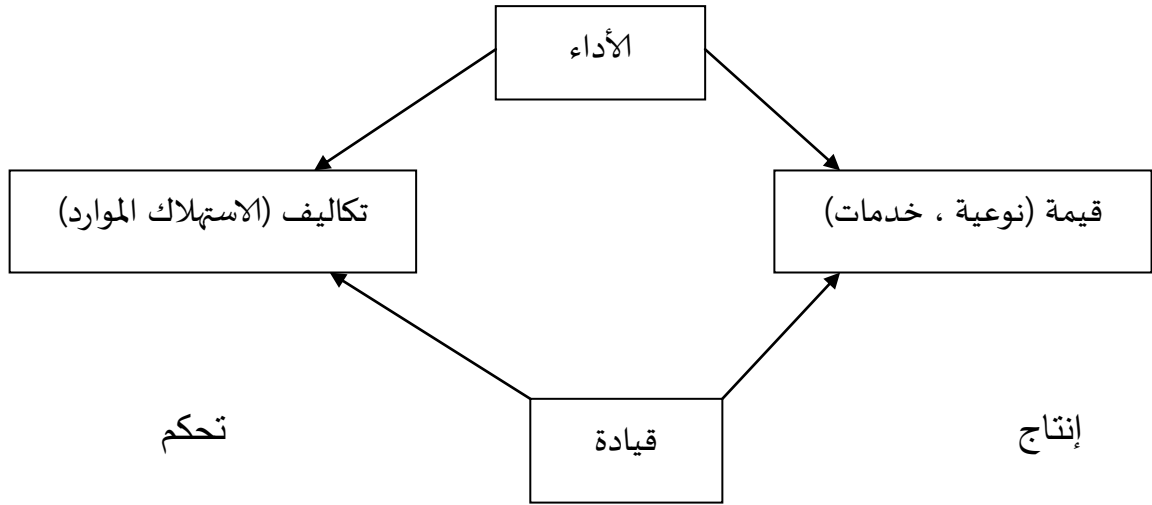 الأداء
قيمة (نوعية ، خدمات)
تكاليف (الاستهلاك الموارد)
إنتاج
قيادة
تحكم